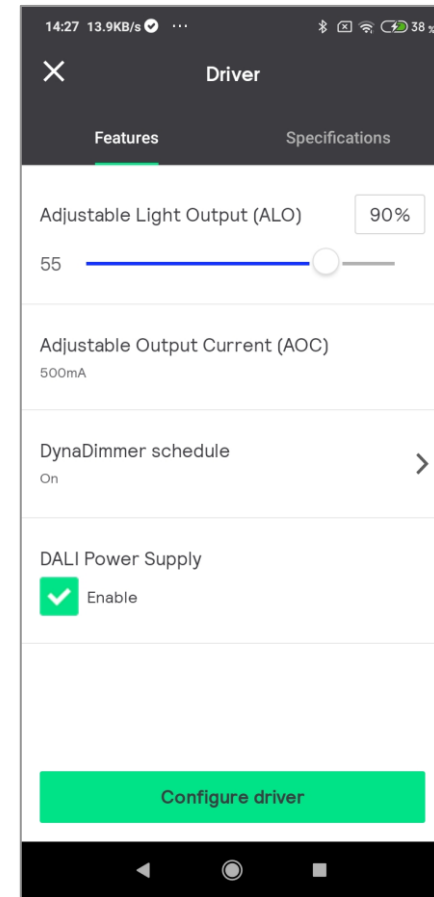 14:27 13.9KB/s ... 38 %
Driver
Features Specifications
Adjustable Light Output (ALO) 90%
55
Adjustable Output Current (AOC)
500mA
DynaDimmer schedule
On
DALI Power Supply
Enable
Configure driver